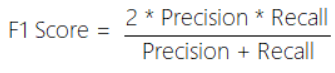 F1 Score = 2 * Precision * Recall
Precision + Recall